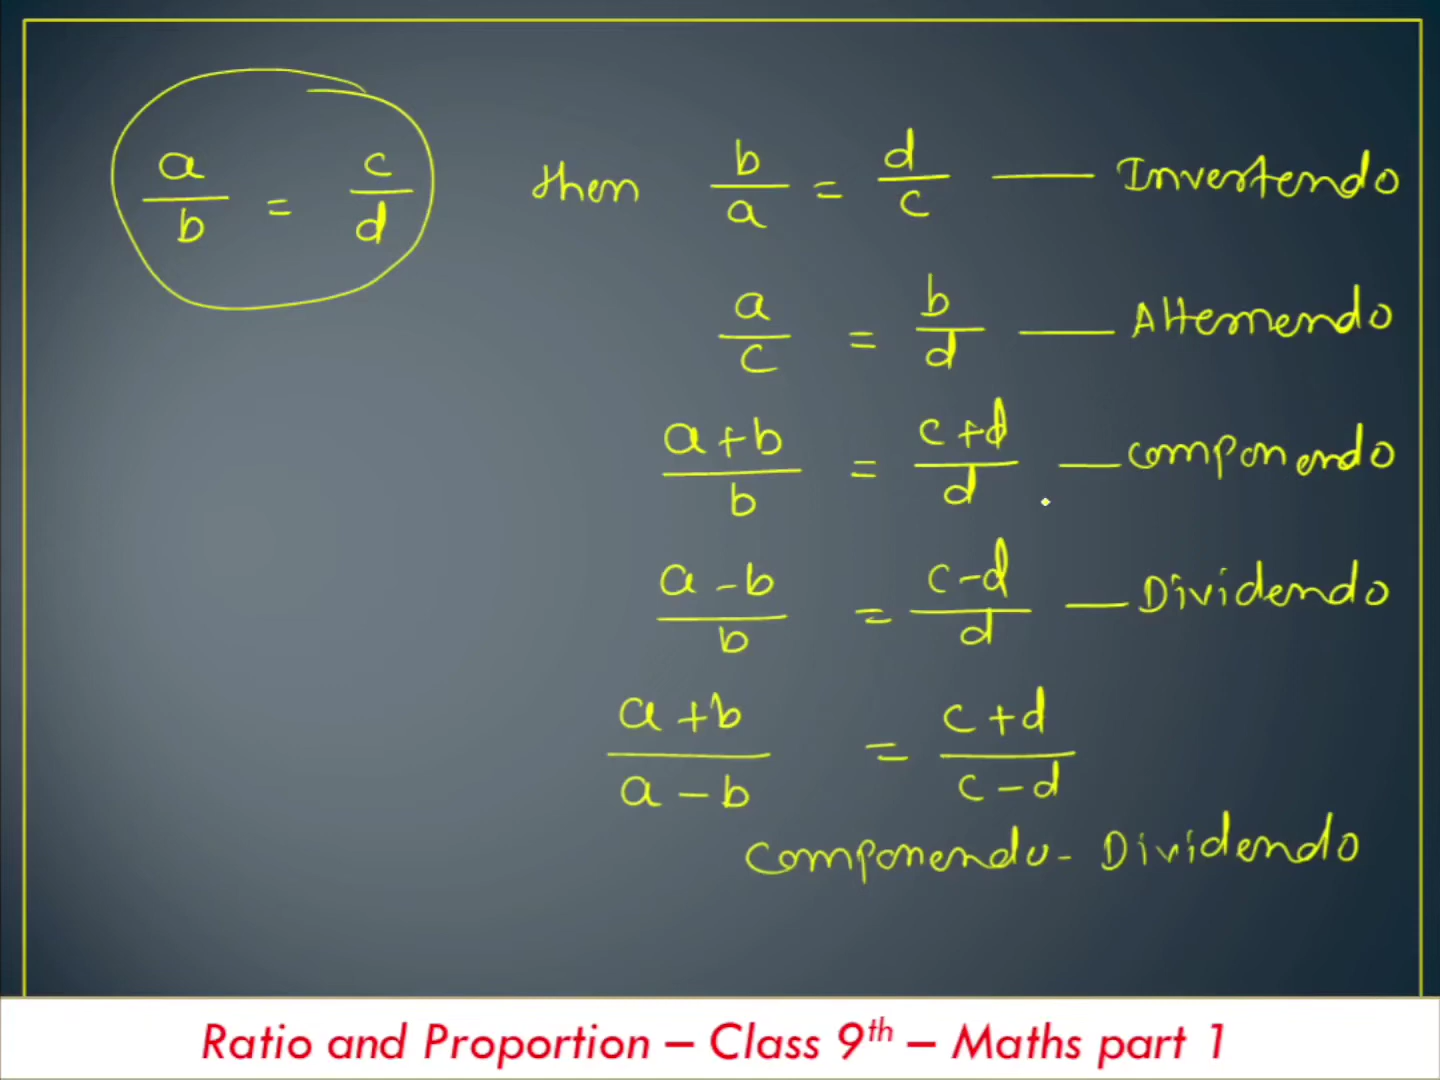 a/b = c/d then b/a = d/c — Invertendo
a/c = b/d — Alternendo
a+b/b = c+d/d — componendo
a-b/b = c-d/d — Dividendo
a+b/a-b = c+d/c-d
Componendo - Dividendo
Ratio and Proportion – Class 9th – Maths part 1